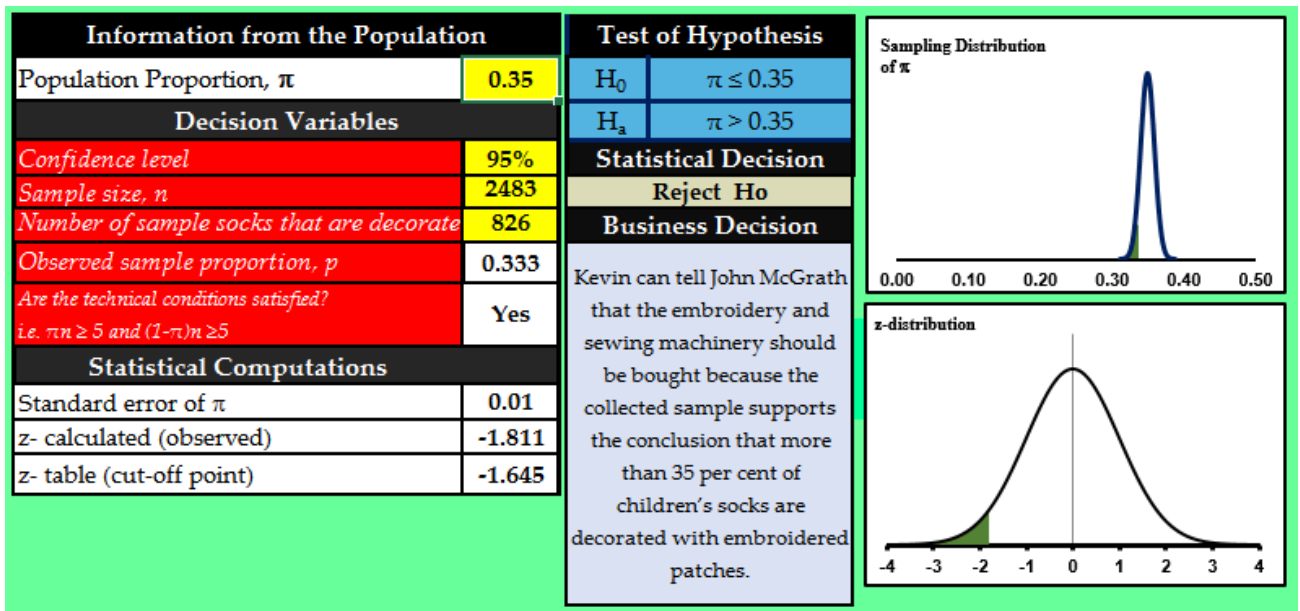 Information from the Population
Population Proportion, π 0.35
Decision Variables
Confidence level 95%
Sample size, n 2483
Number of sample socks that are decorate 826
Observed sample proportion, p 0.333
Are the technical conditions satisfied?
i.e. πn ≥ 5 and (1-π)n ≥5
Yes
Statistical Computations
Standard error of π 0.01
z- calculated (observed) -1.811
z- table (cut-off point) -1.645
Test of Hypothesis
H₀ π ≤ 0.35
Hₐ π > 0.35
Statistical Decision
Reject Ho
Business Decision
Kevin can tell John McGrath
that the embroidery and
sewing machinery should
be bought because the
collected sample supports
the conclusion that more
than 35 per cent of
children's socks are
decorated with embroidered
patches.
Sampling Distribution
of π
0.00 0.10 0.20 0.30 0.40 0.50
z-distribution
-4 -3 -2 -1 0 1 2 3 4